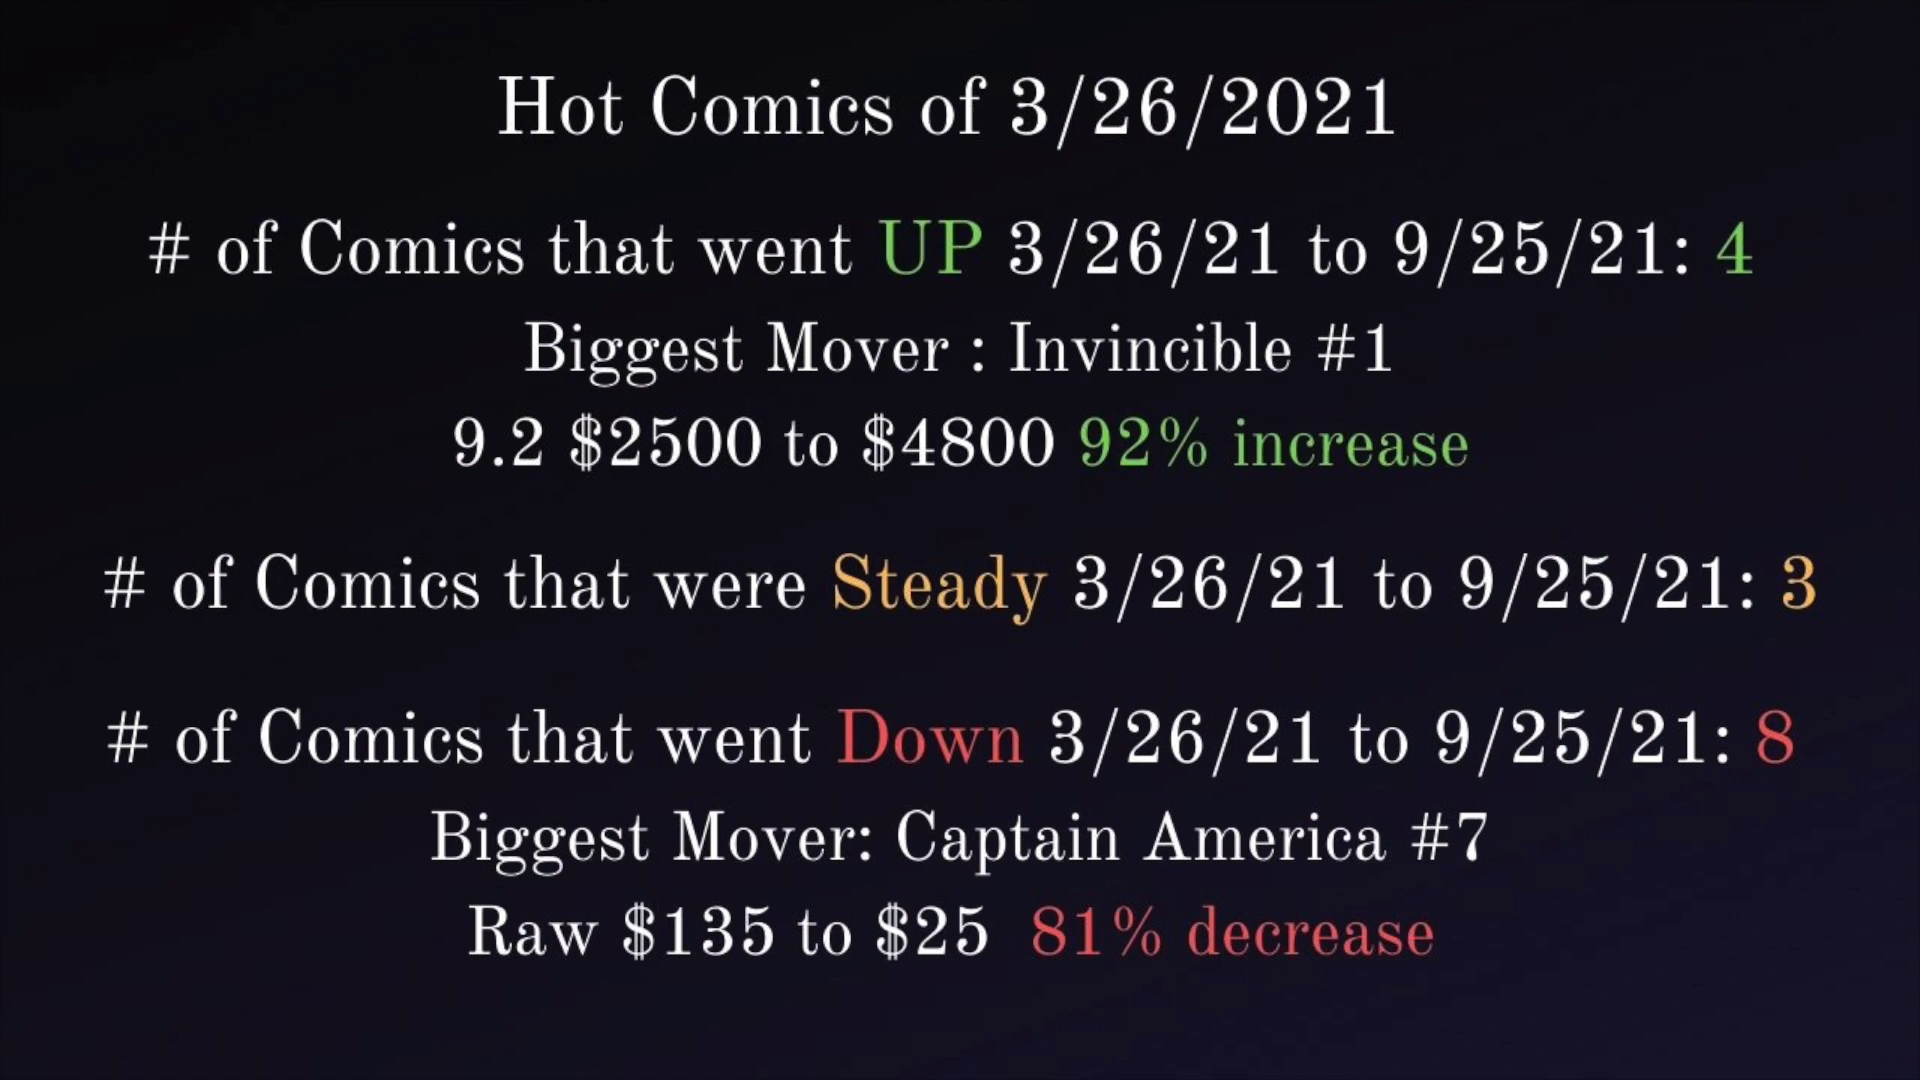 Hot Comics of 3/26/2021
# of Comics that went UP 3/26/21 to 9/25/21: 4
Biggest Mover : Invincible #1
9.2 $2500 to $4800 92% increase
# of Comics that were Steady 3/26/21 to 9/25/21: 3
# of Comics that went Down 3/26/21 to 9/25/21: 8
Biggest Mover: Captain America #7
Raw $135 to $25 81% decrease